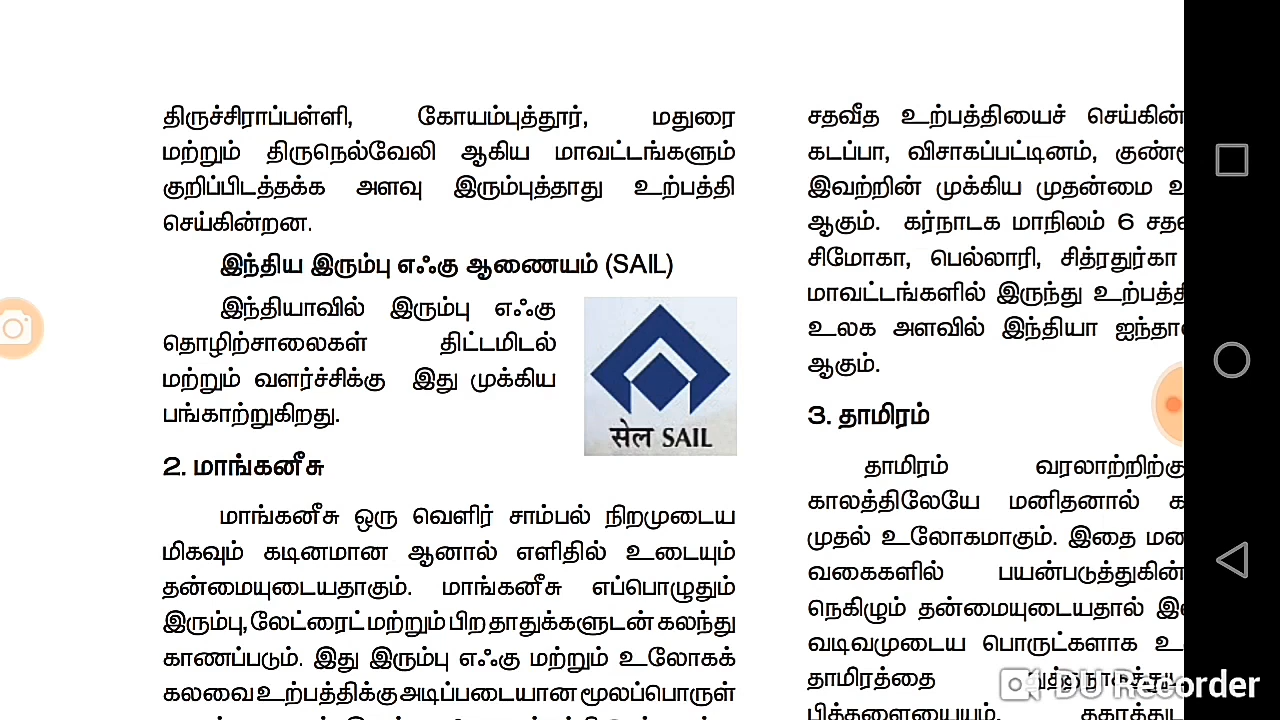 திருச்சிராப்பள்ளி, கோயம்புத்தூர், மதுரை
மற்றும் திருநெல்வேலி ஆகிய மாவட்டங்களும்
குறிப்பிடத்தக்க அளவு இரும்புத்தாது உற்பத்தி
செய்கின்றன.
இந்திய இரும்பு எஃகு ஆணையம் (SAIL)
இந்தியாவில் இரும்பு எஃகு
தொழிற்சாலைகள் திட்டமிடல்
மற்றும் வளர்ச்சிக்கு இது முக்கிய
பங்காற்றுகிறது.
सेल SAIL
2. மாங்கனீசு
மாங்கனீசு ஒரு வெளிர் சாம்பல் நிறமுடைய
மிகவும் கடினமான ஆனால் எளிதில் உடையும்
தன்மையுடையதாகும். மாங்கனீசு எப்பொழுதும்
இரும்பு, லேட்ரைட் மற்றும் பிற தாதுக்களுடன் கலந்து
காணப்படும். இது இரும்பு எஃகு மற்றும் உலோகக்
கலவை உற்பத்திக்கு அடிப்படையான மூலப்பொருள்
சதவீத உற்பத்தியைச் செய்கின்
கடப்பா, விசாகப்பட்டினம்,
இவற்றின் முக்கிய முதன்மை
ஆகும். கர்நாடக மாநிலம் 6
சிமோகா, பெல்லாரி, சித்ரதுர்கா
மாவட்டங்களில் இருந்து
உலக அளவில் இந்தியா
ஆகும்.
3. தாமிரம்
தாமிரம்
காலத்திலேயே மனிதனால்
முதல் உலோகமாகும். இதை
வகைகளில்
நெகிழும் தன்மையுடையதால்
வடிவமுடைய பொருட்களாக
தாமிரத்தை
பித்தளையையும்,
DU Recorder